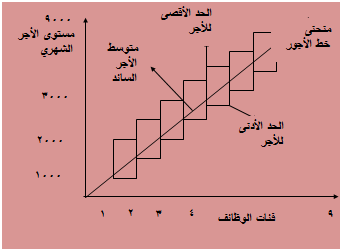 ٩٠٠٠
مستوى الأجر
الشهري
٣٠٠٠
٢٠٠٠
١٠٠٠
الحد الأقصى
للأجر
متوسط
الأجر
السائد
منحنى
خط الأجور
الحد الأدنى
للأجر
١ ٢ ٣ ٤ فئات الوظائف ٩